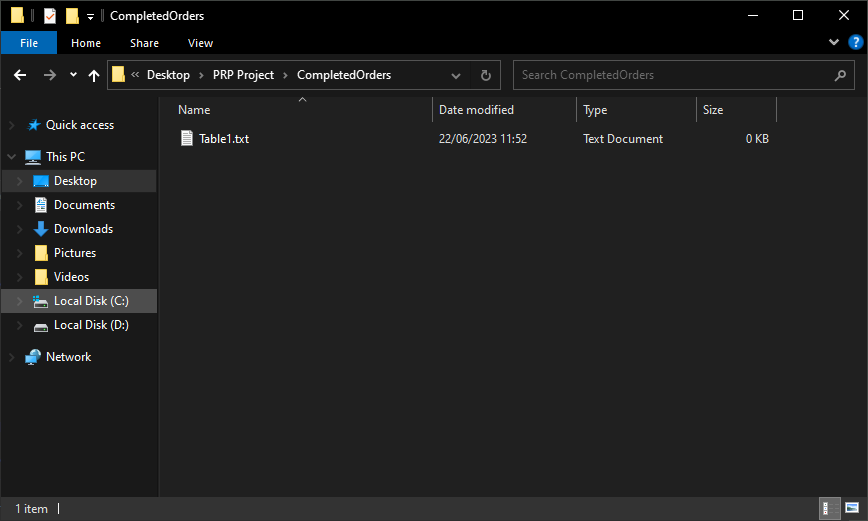 CompletedOrders
File Home Share View
« Desktop > PRP Project > CompletedOrders
Search CompletedOrders
Name Date modified Type Size
Table1.txt 22/06/2023 11:52 Text Document 0 KB
Quick access
This PC
Desktop
Documents
Downloads
Pictures
Videos
Local Disk (C:)
Local Disk (D:)
Network
1 item